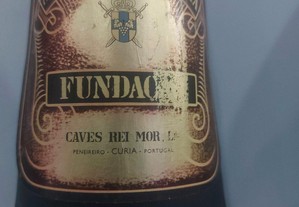 FUNDAÇ
CAVES REI MOR, L
PENEIREIRO - CURIA - PORTUGAL